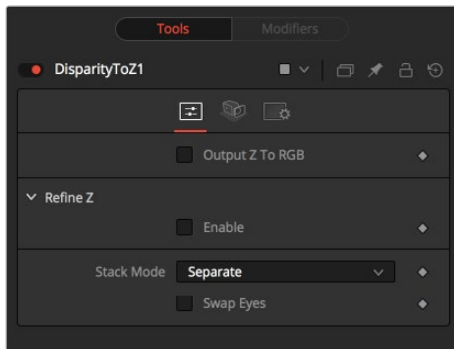 Tools Modifiers
DisparityToZ1
Output Z To RGB
Refine Z
Enable
Stack Mode Separate
Swap Eyes